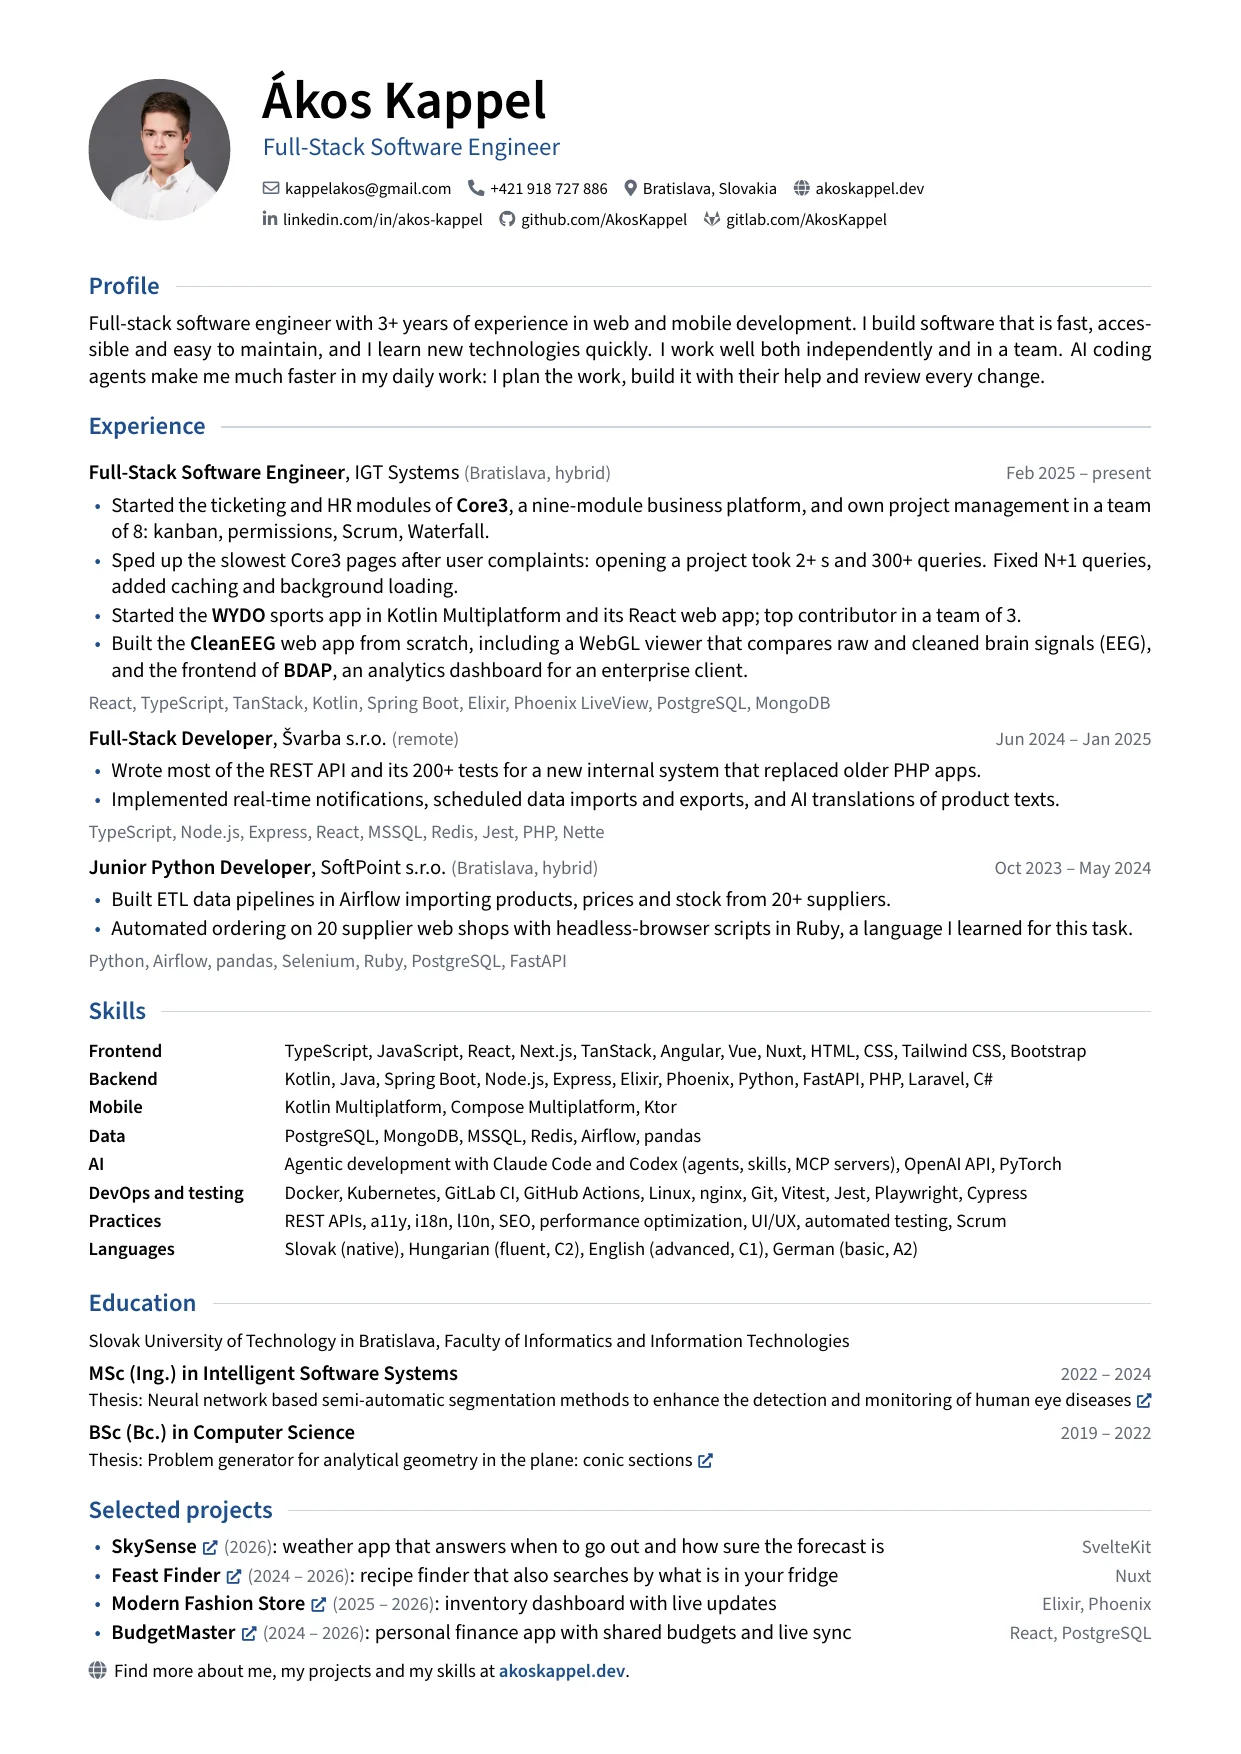 Ákos Kappel
Full-Stack Software Engineer
kappelakos@gmail.com +421 918 727 886 Bratislava, Slovakia akoskappel.dev
linkedin.com/in/akos-kappel github.com/AkosKappel gitlab.com/AkosKappel
Profile
Full-stack software engineer with 3+ years of experience in web and mobile development. I build software that is fast, acces-
sible and easy to maintain, and I learn new technologies quickly. I work well both independently and in a team. AI coding
agents make me much faster in my daily work: I plan the work, build it with their help and review every change.
Experience
Full-Stack Software Engineer, IGT Systems (Bratislava, hybrid) Feb 2025 – present
• Started the ticketing and HR modules of Core3, a nine-module business platform, and own project management in a team
of 8: kanban, permissions, Scrum, Waterfall.
• Sped up the slowest Core3 pages after user complaints: opening a project took 2+ s and 300+ queries. Fixed N+1 queries,
added caching and background loading.
• Started the WYDO sports app in Kotlin Multiplatform and its React web app; top contributor in a team of 3.
• Built the CleanEEG web app from scratch, including a WebGL viewer that compares raw and cleaned brain signals (EEG),
and the frontend of BDAP, an analytics dashboard for an enterprise client.
React, TypeScript, TanStack, Kotlin, Spring Boot, Elixir, Phoenix LiveView, PostgreSQL, MongoDB
Full-Stack Developer, Švarba s.r.o. (remote) Jun 2024 – Jan 2025
• Wrote most of the REST API and its 200+ tests for a new internal system that replaced older PHP apps.
• Implemented real-time notifications, scheduled data imports and exports, and AI translations of product texts.
TypeScript, Node.js, Express, React, MSSQL, Redis, Jest, PHP, Nette
Junior Python Developer, SoftPoint s.r.o. (Bratislava, hybrid) Oct 2023 – May 2024
• Built ETL data pipelines in Airflow importing products, prices and stock from 20+ suppliers.
• Automated ordering on 20 supplier web shops with headless-browser scripts in Ruby, a language I learned for this task.
Python, Airflow, pandas, Selenium, Ruby, PostgreSQL, FastAPI
Skills
Frontend TypeScript, JavaScript, React, Next.js, TanStack, Angular, Vue, Nuxt, HTML, CSS, Tailwind CSS, Bootstrap
Backend Kotlin, Java, Spring Boot, Node.js, Express, Elixir, Phoenix, Python, FastAPI, PHP, Laravel, C#
Mobile Kotlin Multiplatform, Compose Multiplatform, Ktor
Data PostgreSQL, MongoDB, MSSQL, Redis, Airflow, pandas
AI Agentic development with Claude Code and Codex (agents, skills, MCP servers), OpenAI API, PyTorch
DevOps and testing Docker, Kubernetes, GitLab CI, GitHub Actions, Linux, nginx, Git, Vitest, Jest, Playwright, Cypress
Practices REST APIs, a11y, i18n, l10n, SEO, performance optimization, UI/UX, automated testing, Scrum
Languages Slovak (native), Hungarian (fluent, C2), English (advanced, C1), German (basic, A2)
Education
Slovak University of Technology in Bratislava, Faculty of Informatics and Information Technologies
MSc (Ing.) in Intelligent Software Systems 2022 – 2024
Thesis: Neural network based semi-automatic segmentation methods to enhance the detection and monitoring of human eye diseases
BSc (Bc.) in Computer Science 2019 – 2022
Thesis: Problem generator for analytical geometry in the plane: conic sections
Selected projects
• SkySense (2026): weather app that answers when to go out and how sure the forecast is SvelteKit
• Feast Finder (2024 – 2026): recipe finder that also searches by what is in your fridge Nuxt
• Modern Fashion Store (2025 – 2026): inventory dashboard with live updates Elixir, Phoenix
• BudgetMaster (2024 – 2026): personal finance app with shared budgets and live sync React, PostgreSQL
Find more about me, my projects and my skills at akoskappel.dev.